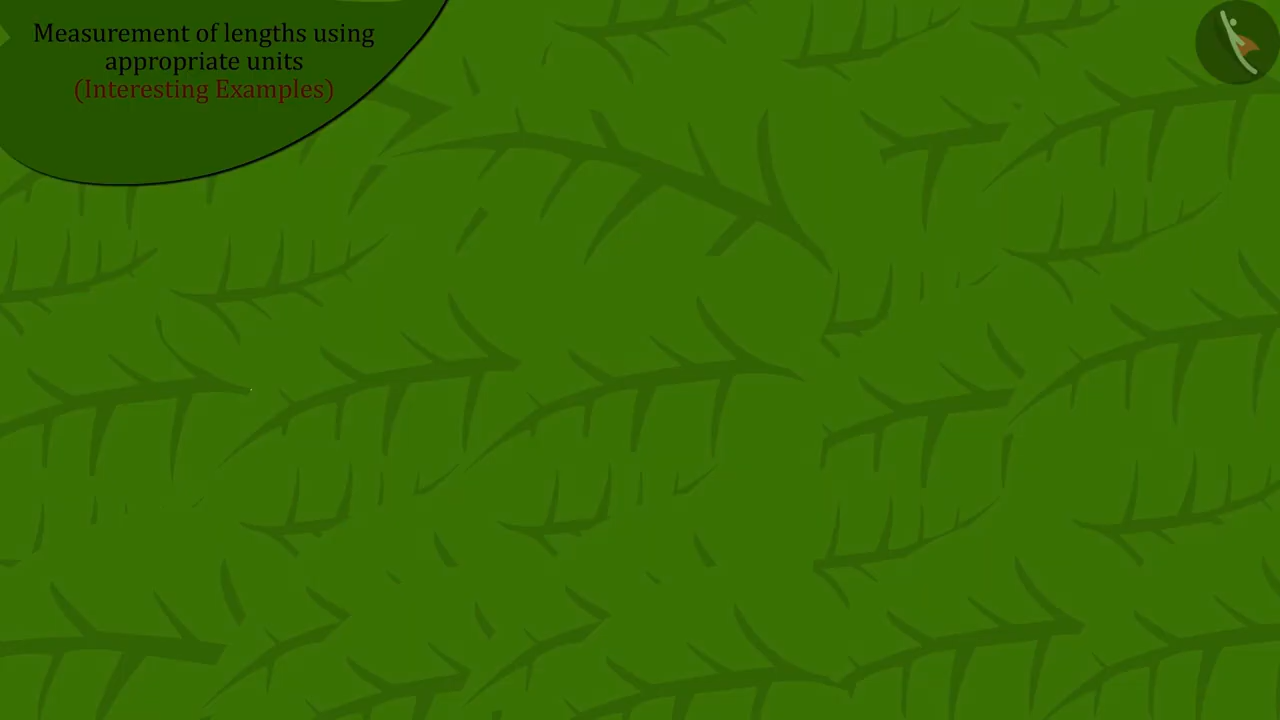 Measurement of lengths using
appropriate units
(Interesting Examples)